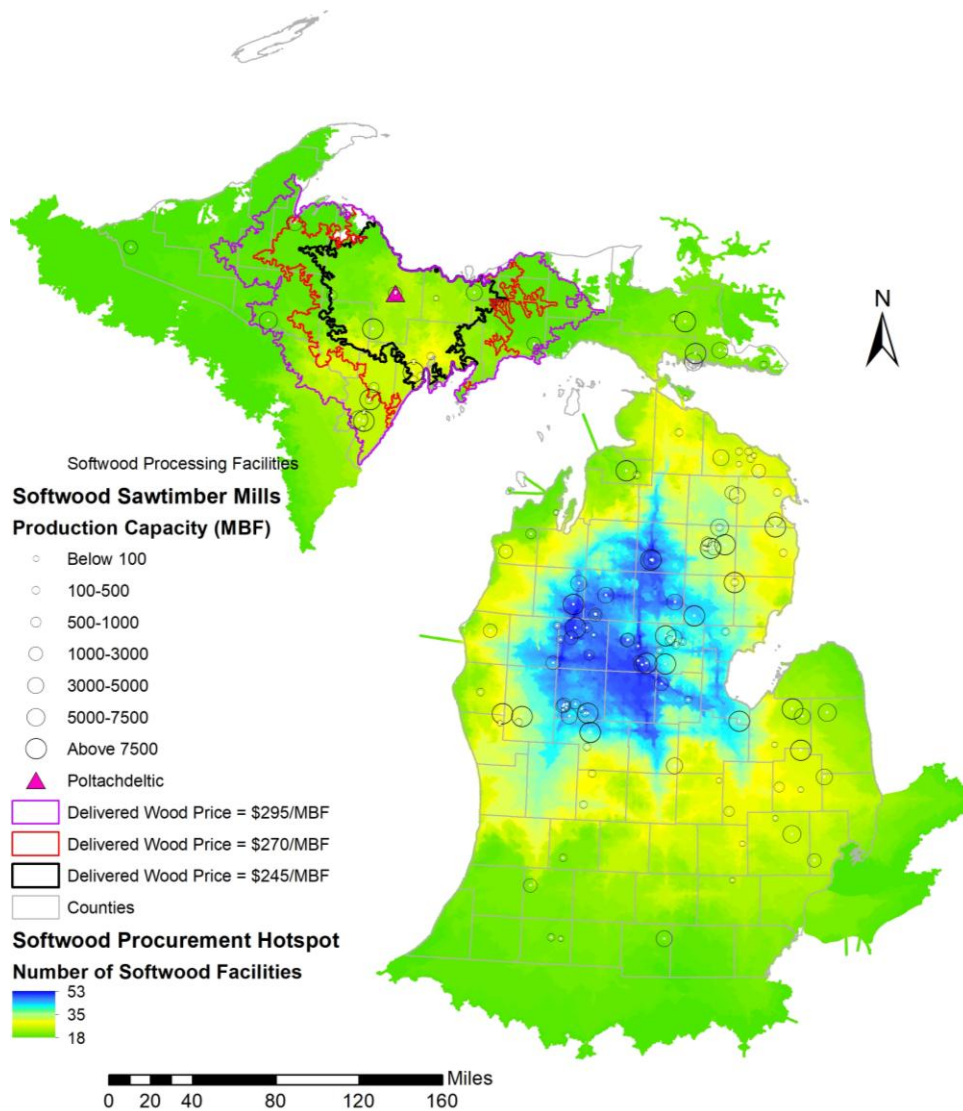 N
Softwood Processing Facilities
Softwood Sawtimber Mills
Production Capacity (MBF)
Below 100
100-500
500-1000
1000-3000
3000-5000
5000-7500
Above 7500
Poltachdeltic
Delivered Wood Price = $295/MBF
Delivered Wood Price = $270/MBF
Delivered Wood Price = $245/MBF
Counties
Softwood Procurement Hotspot
Number of Softwood Facilities
53
35
18
Miles
0 20 40 80 120 160